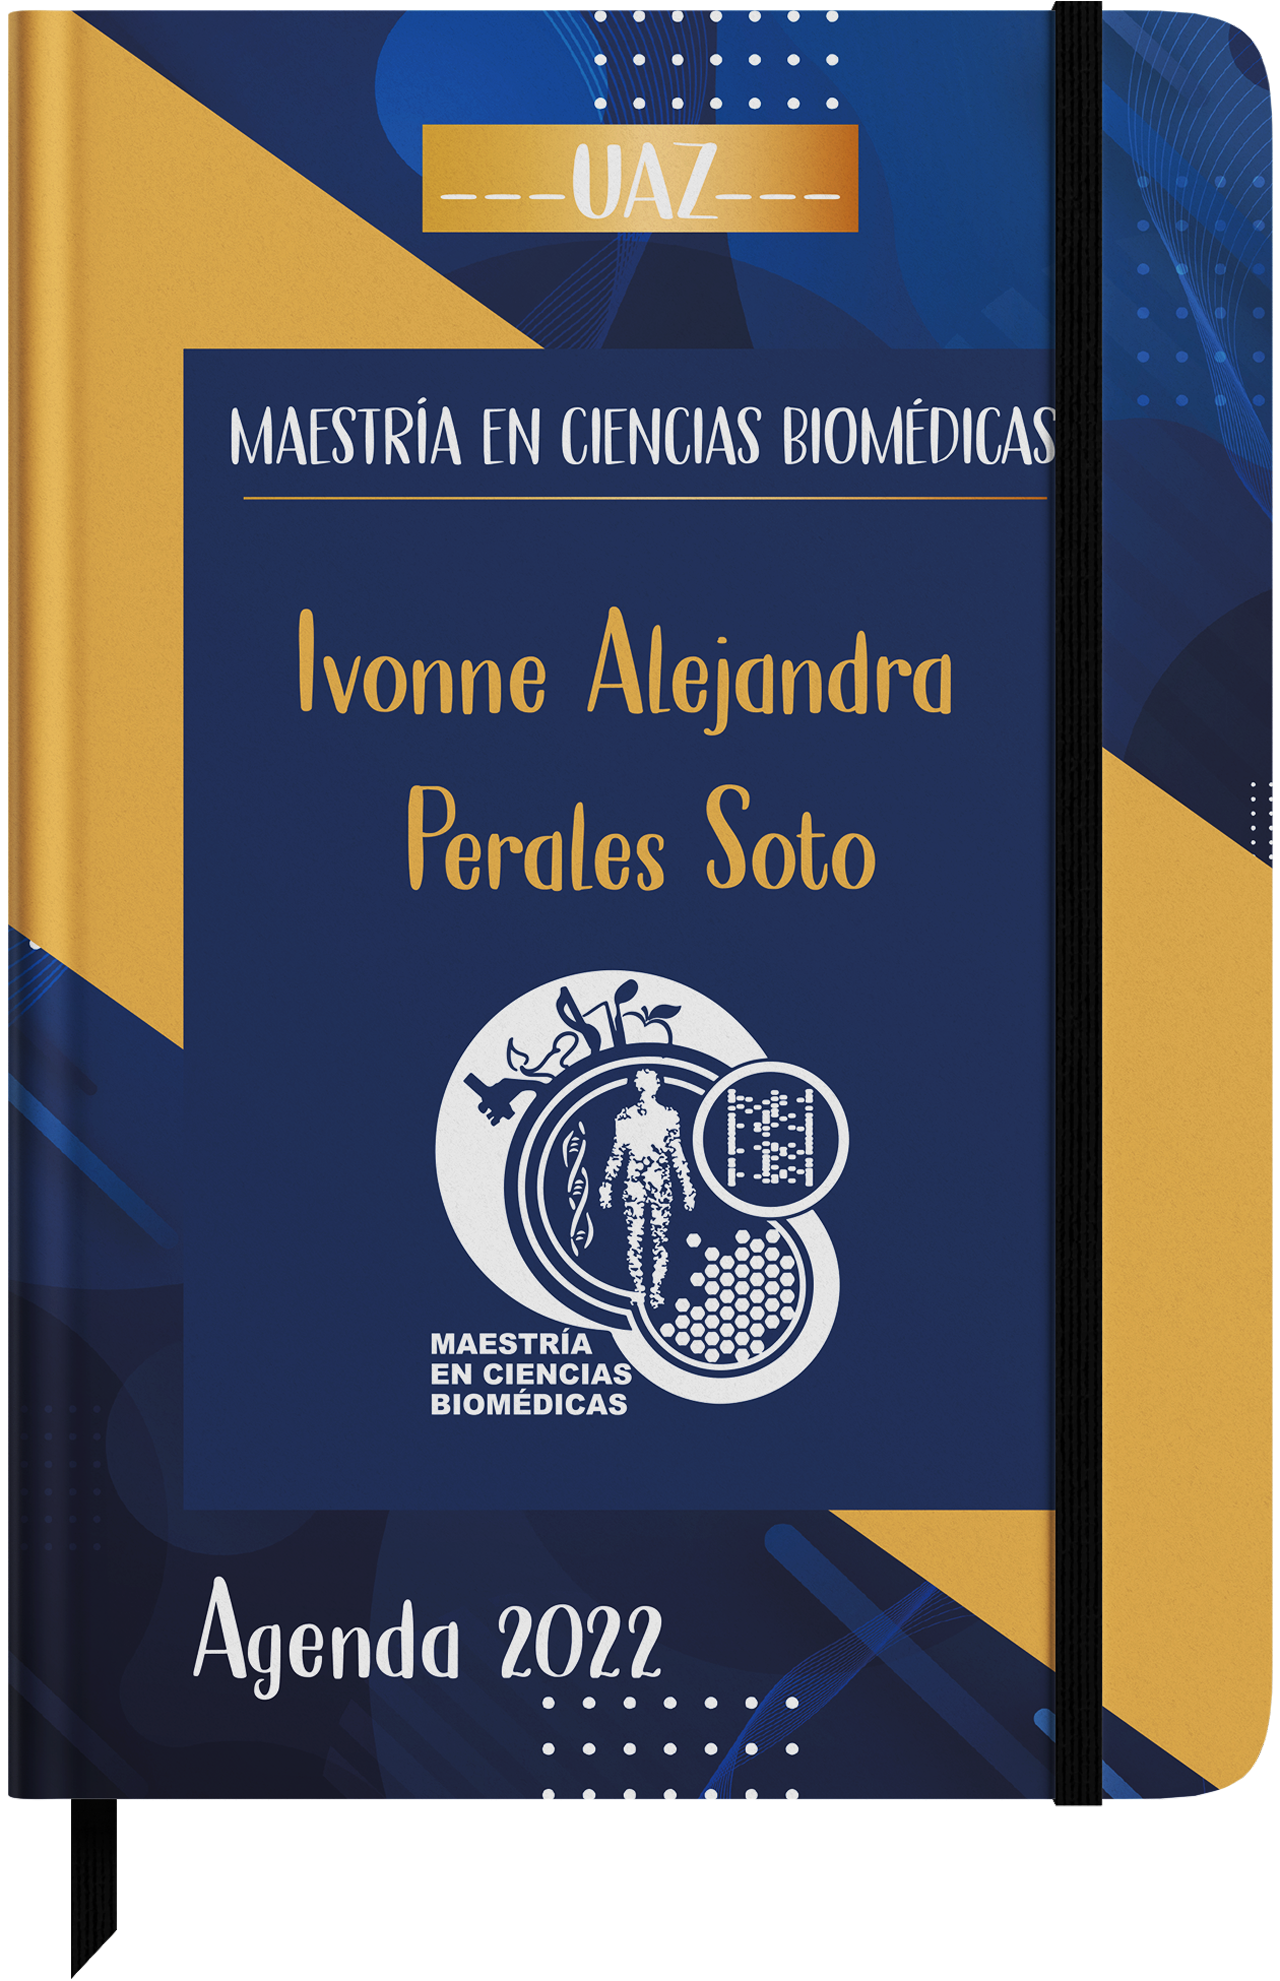 ---UAZ---
MAESTRÍA EN CIENCIAS BIOMÉDICAS
Ivonne Alejandra
Perales Soto
MAESTRÍA
EN CIENCIAS
BIOMÉDICAS
Agenda 2022